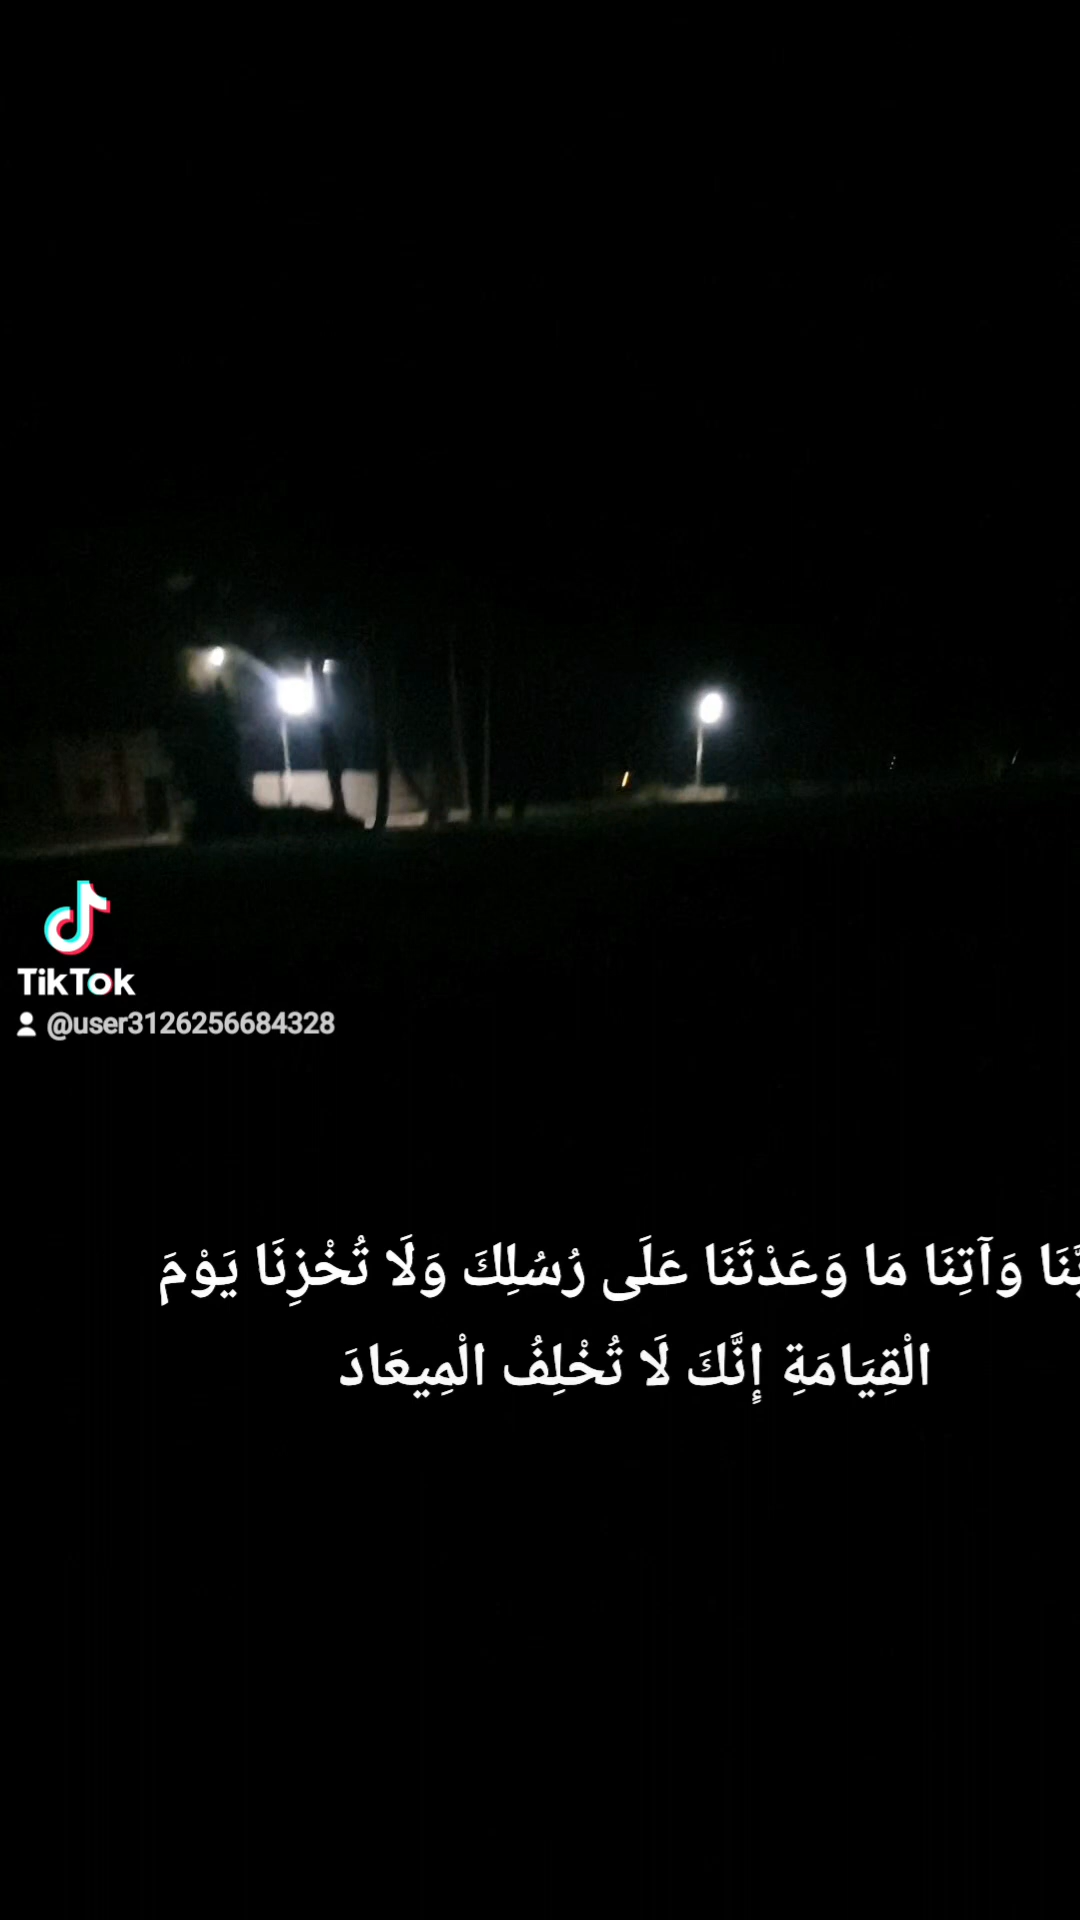 TikTok
@user3126256684328
وَآتِنَا مَا وَعَدْتَنَا عَلَى رُسُلِكَ وَلَا تُخْزِنَا يَوْمَ
الْقِيَامَةِ إِنَّكَ لَا تُخْلِفُ الْمِيعَادَ